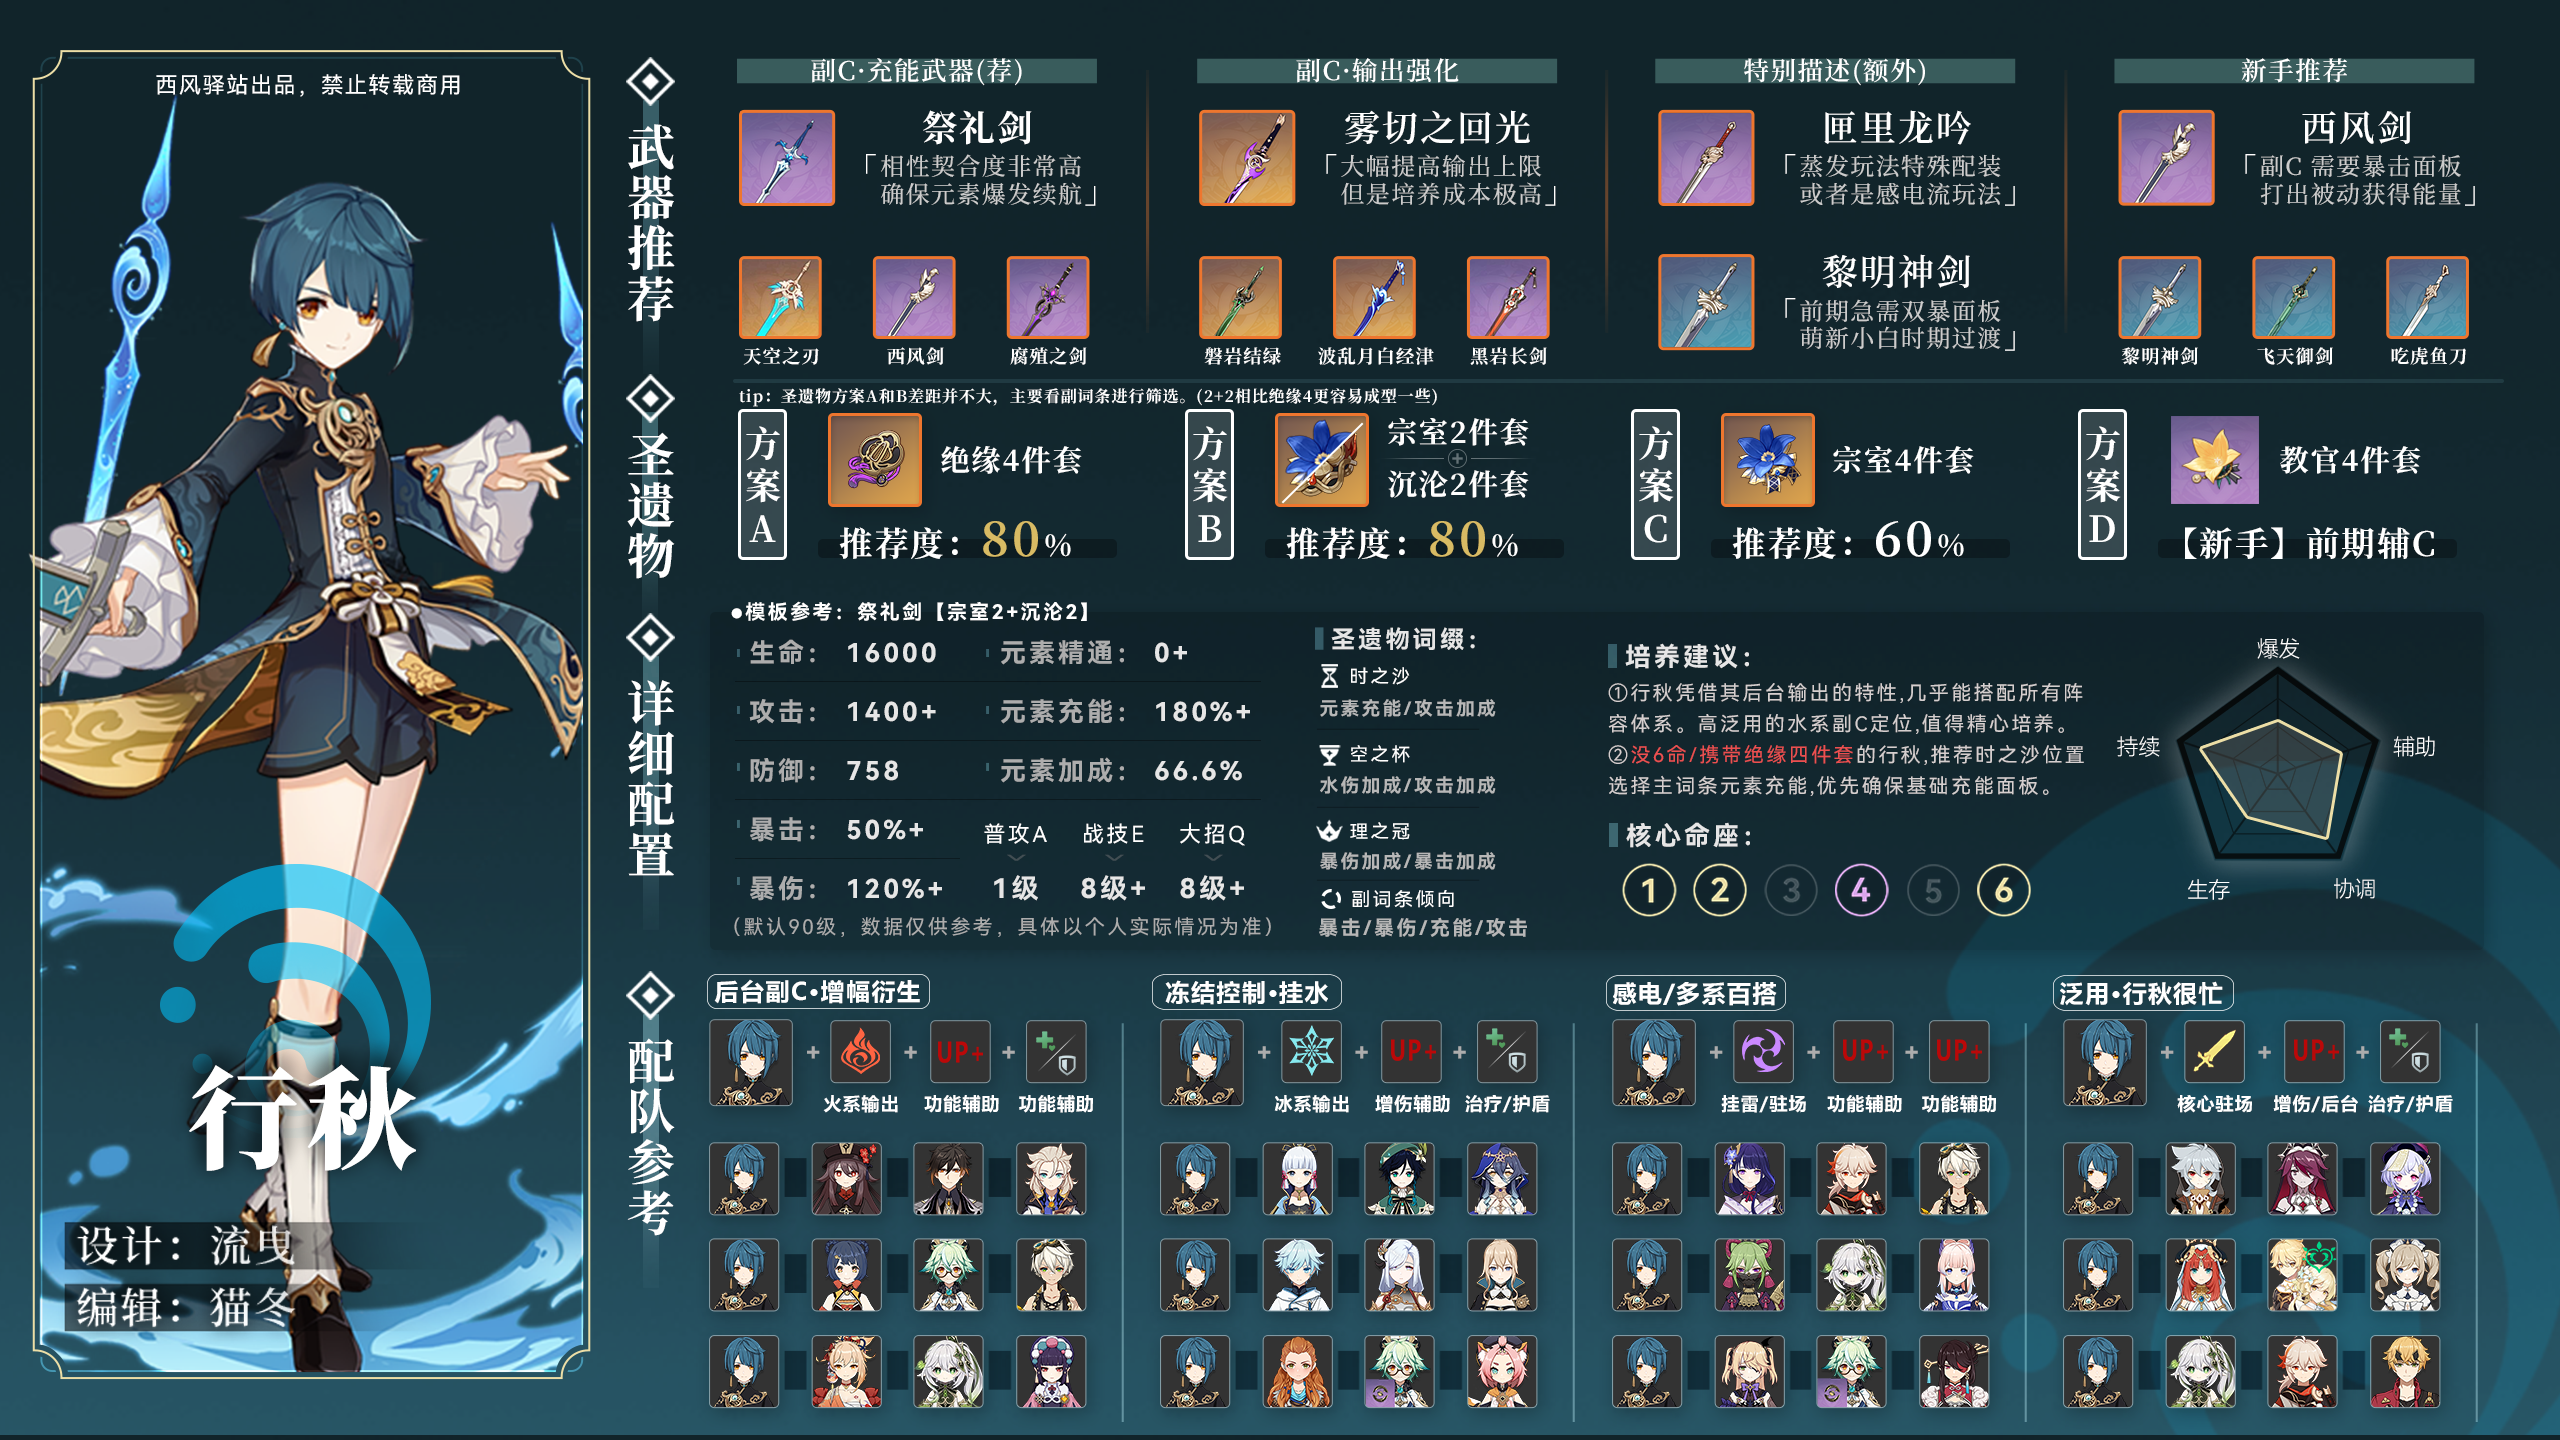 西风驿站出品，禁止转载商用
行秋
设计：流曳
编辑：猫冬
武器推荐
副C·充能武器(荐)
祭礼剑
「相性契合度非常高
确保元素爆发续航」
天空之刃
西风剑
腐殖之剑
副C·输出强化
雾切之回光
「大幅提高输出上限
但是培养成本极高」
磐岩结绿
波乱月白经津
黑岩长剑
特别描述(额外)
匣里龙吟
「蒸发玩法特殊配装
或者是感电流玩法」
黎明神剑
「前期急需双暴面板
萌新小白时期过渡」
新手推荐
西风剑
「副C 需要暴击面板
打出被动获得能量」
黎明神剑
飞天御剑
吃虎鱼刀
圣遗物
tip：圣遗物方案A和B差距并不大，主要看副词条进行筛选。(2+2相比绝缘4更容易成型一些)
方案A
绝缘4件套
推荐度：80%
方案B
宗室2件套
沉沦2件套
推荐度：80%
方案C
宗室4件套
推荐度：60%
方案D
教官4件套
【新手】前期辅C
详细配置
●模板参考：祭礼剑【宗室2+沉沦2】
生命：16000
元素精通：0+
攻击：1400+
元素充能：180%+
防御：758
元素加成：66.6%
暴击：50%+
暴伤：120%+
普攻A 战技E 大招Q
1级 8级+ 8级+
(默认90级，数据仅供参考，具体以个人实际情况为准)
圣遗物词缀：
时之沙
元素充能/攻击加成
空之杯
水伤加成/攻击加成
理之冠
暴伤加成/暴击加成
副词条倾向
暴击/暴伤/充能/攻击
培养建议：
①行秋凭借其后台输出的特性,几乎能搭配所有阵
容体系。高泛用的水系副C定位,值得精心培养。
②没6命/携带绝缘四件套的行秋,推荐时之沙位置
选择主词条元素充能,优先确保基础充能面板。
核心命座：
1 2 3 4 5 6
爆发
持续
辅助
生存
协调
配队参考
后台副C·增幅衍生
+ + UP+ +
火系输出 功能辅助 功能辅助
冻结控制·挂水
+ + UP+ +
冰系输出 增伤辅助 治疗/护盾
感电/多系百搭
+ + UP+ + UP+
挂雷/驻场 功能辅助 功能辅助
泛用·行秋很忙
+ + UP+ +
核心驻场 增伤/后台 治疗/护盾